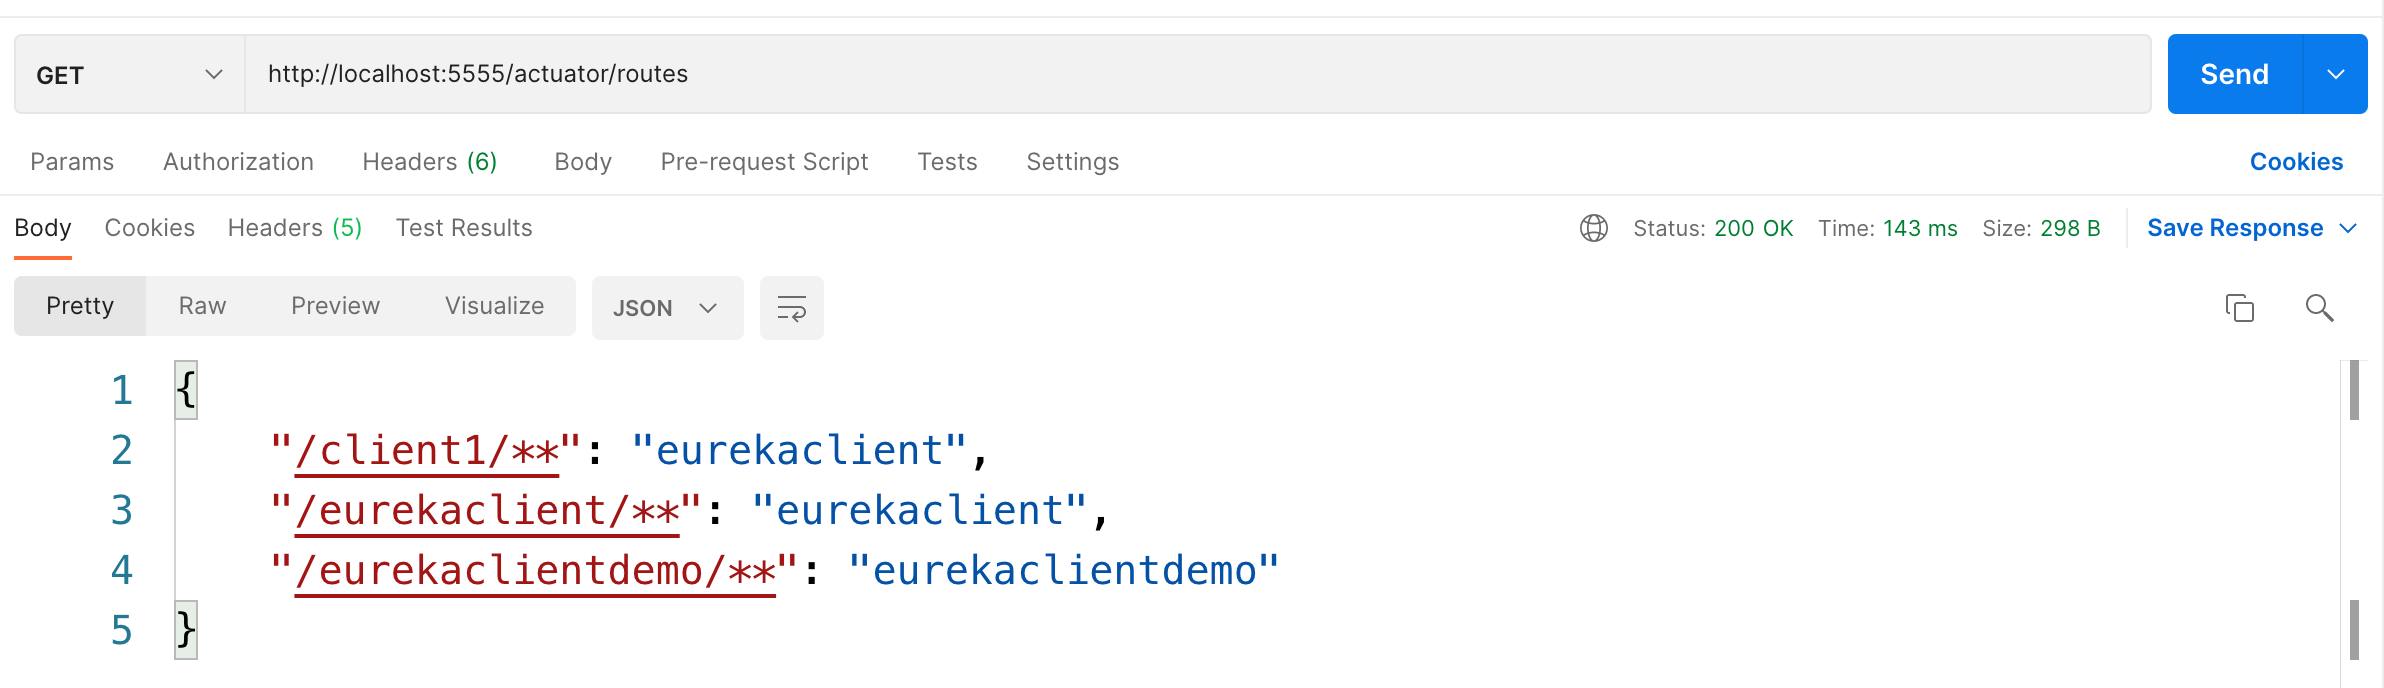 GET http://localhost:5555/actuator/routes Send
Params Authorization Headers (6) Body Pre-request Script Tests Settings Cookies
Body Cookies Headers (5) Test Results Status: 200 OK Time: 143 ms Size: 298 B Save Response
Pretty Raw Preview Visualize JSON
1 {
2 "/client1/**": "eurekaclient",
3 "/eurekaclient/**": "eurekaclient",
4 "/eurekaclientdemo/**": "eurekaclientdemo"
5 }